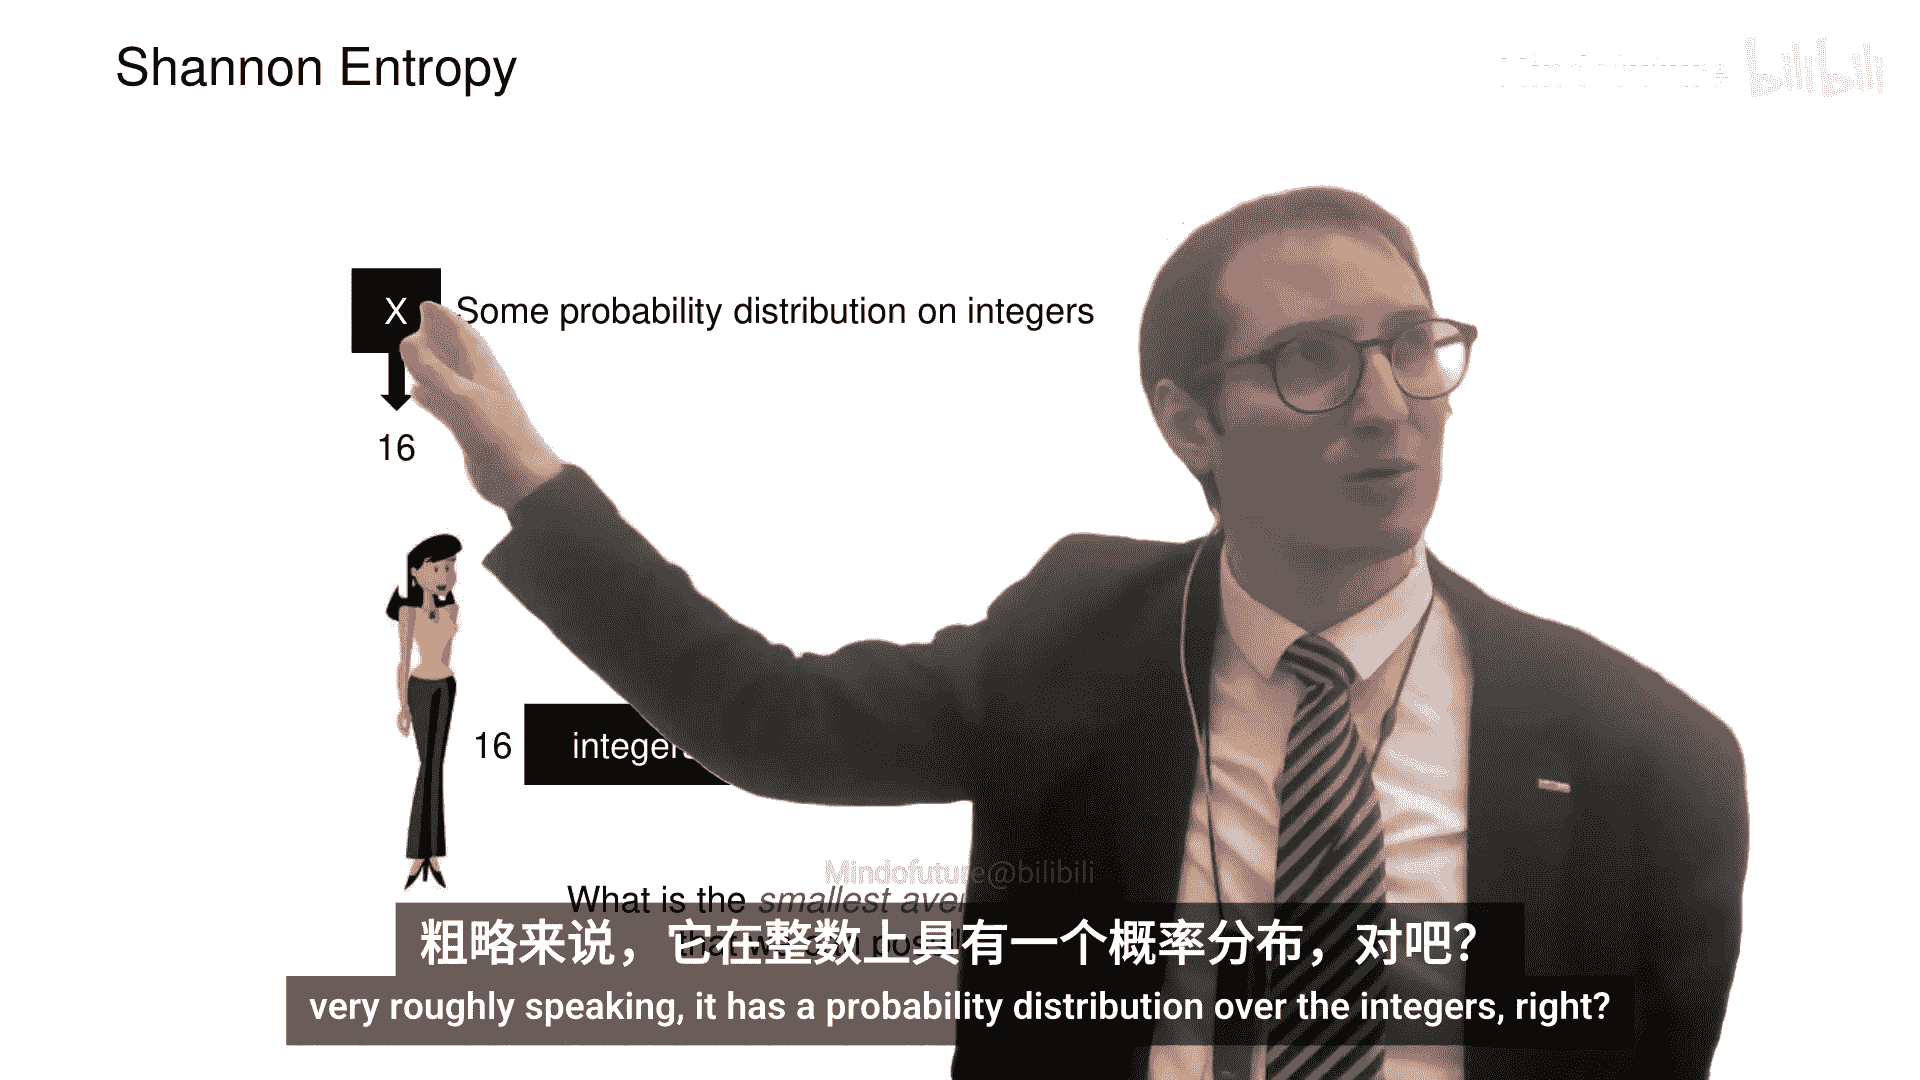 Shannon Entropy
bilibili
X
Some probability distribution on integers
16
16
integer
Mindofuture@bilibili
What is the smallest
粗略来说，它在整数上具有一个概率分布，对吧？
very roughly speaking, it has a probability distribution over the integers, right?